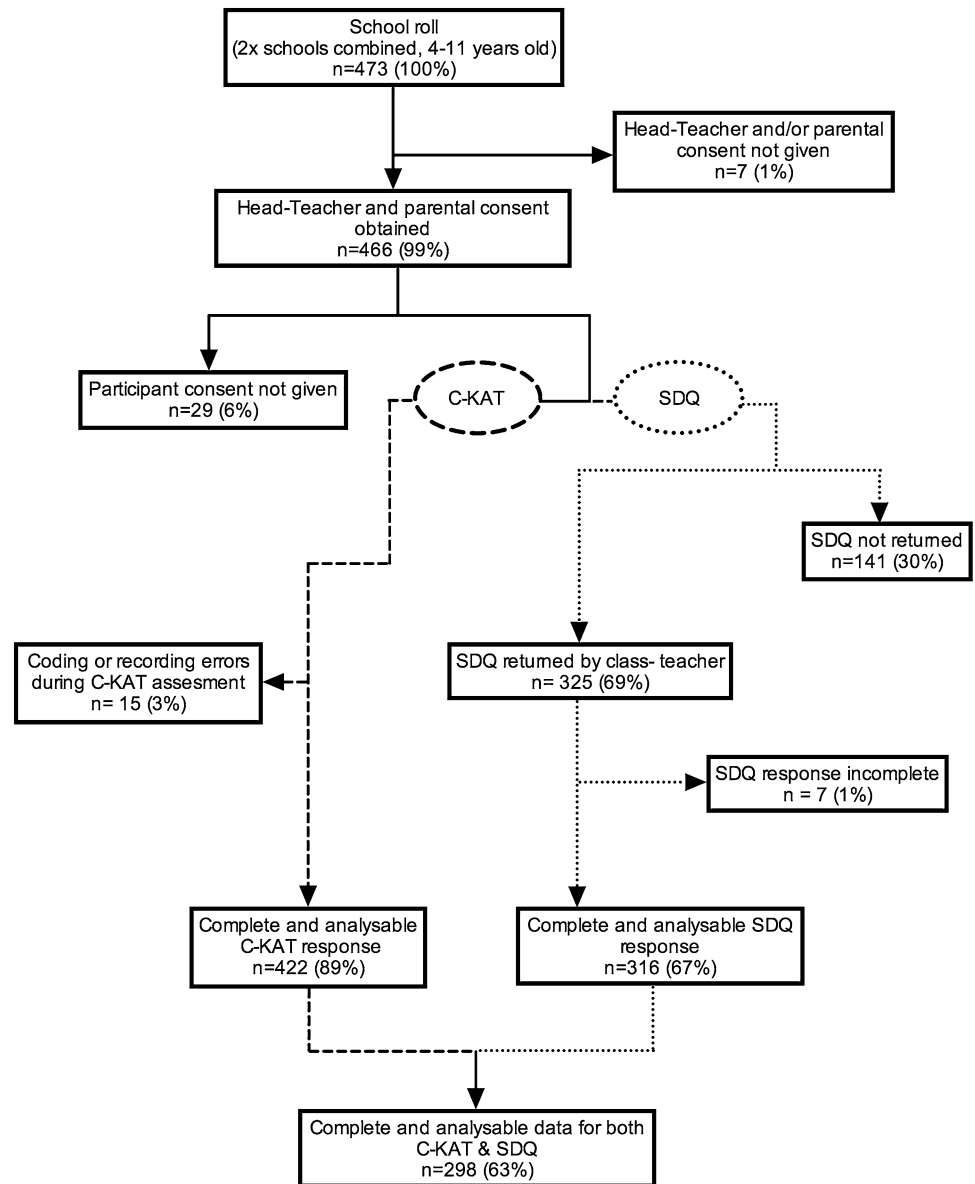 School roll
(2x schools combined, 4-11 years old)
n=473 (100%)
Head-Teacher and/or parental
consent not given
n=7 (1%)
Head-Teacher and parental consent
obtained
n=466 (99%)
Participant consent not given
n=29 (6%)
C-KAT
SDQ
SDQ not returned
n=141 (30%)
Coding or recording errors
during C-KAT assesment
n= 15 (3%)
SDQ returned by class- teacher
n= 325 (69%)
SDQ response incomplete
n = 7 (1%)
Complete and analysable
C-KAT response
n=422 (89%)
Complete and analysable SDQ
response
n=316 (67%)
Complete and analysable data for both
C-KAT & SDQ
n=298 (63%)